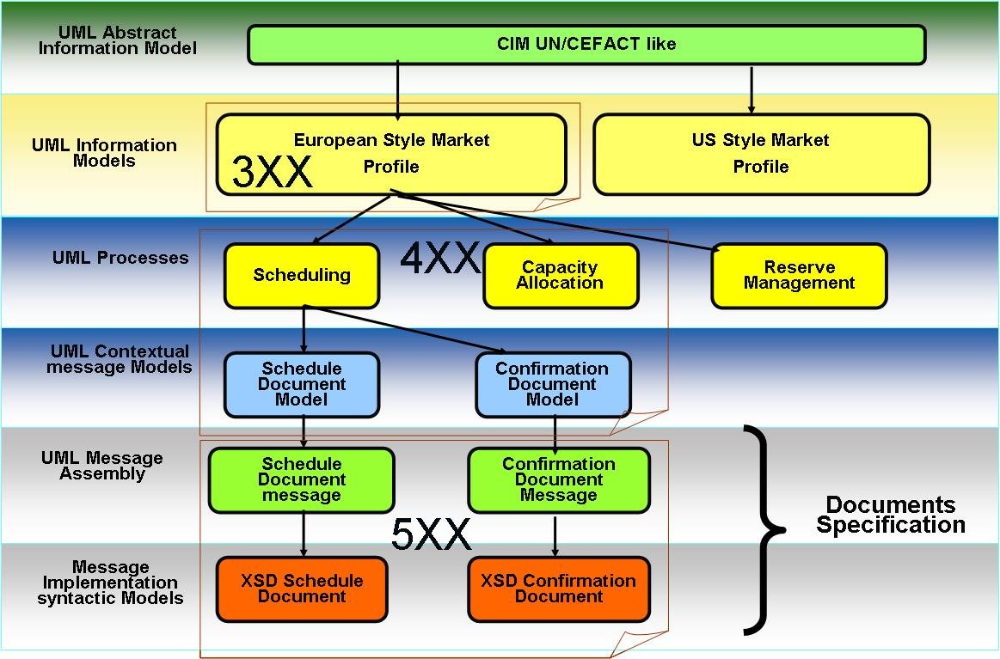 UML Abstract
Information Model
CIM UN/CEFACT like
UML Information
Models
European Style Market
Profile
3XX
US Style Market
Profile
UML Processes
Scheduling
4XX
Capacity
Allocation
Reserve
Management
UML Contextual
message Models
Schedule
Document
Model
Confirmation
Document
Model
UML Message
Assembly
Schedule
Document
message
Confirmation
Document
Message
5XX
Documents
Specification
Message
Implementation
syntactic Models
XSD Schedule
Document
XSD Confirmation
Document